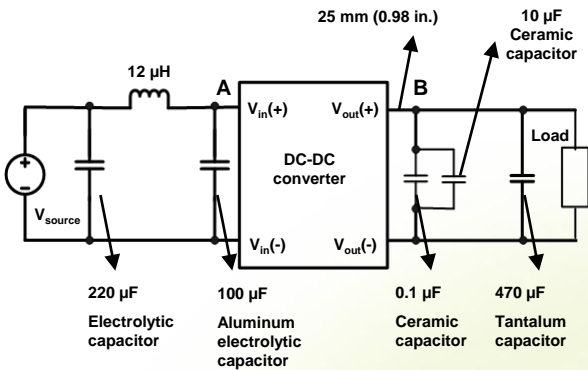 25 mm (0.98 in.)
10 µF
Ceramic
capacitor
12 µH
A
B
Vin(+)
Vout(+)
DC-DC
converter
Load
Vsource
Vin(-)
Vout(-)
220 µF
Electrolytic
capacitor
100 µF
Aluminum
electrolytic
capacitor
0.1 µF
Ceramic
capacitor
470 µF
Tantalum
capacitor